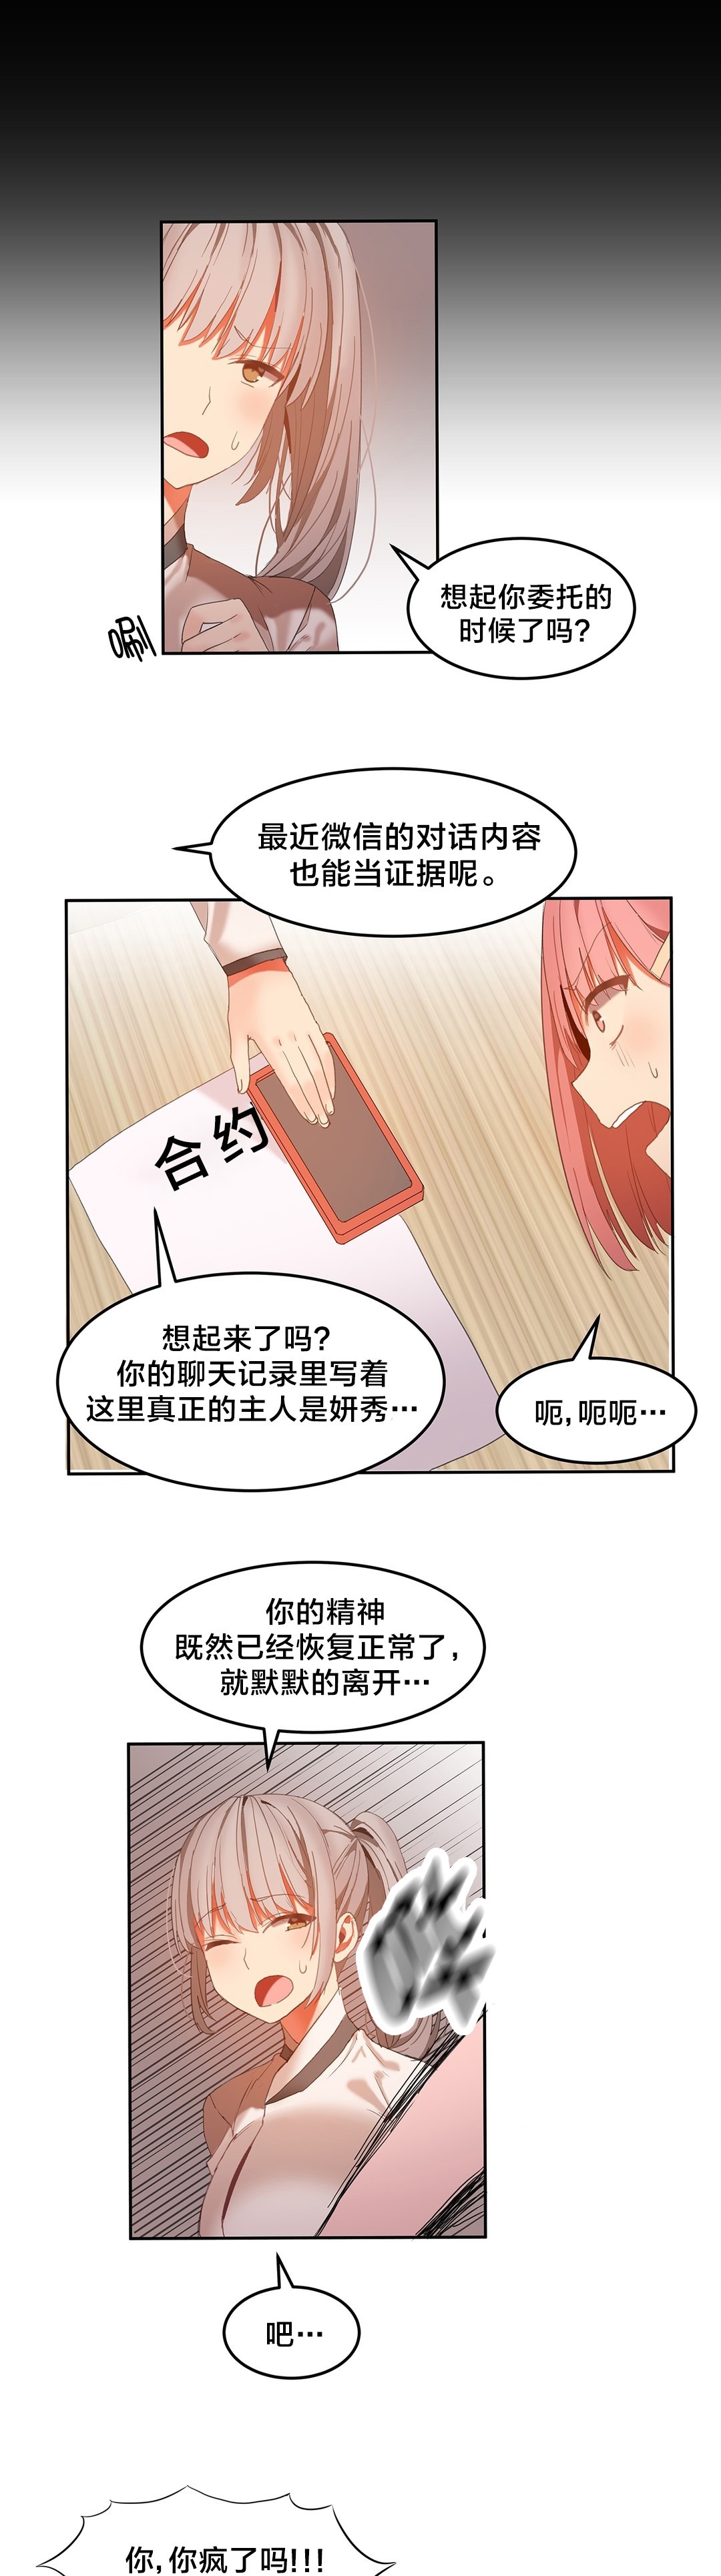 想起你委托的
时候了吗?
唰
最近微信的对话内容
也能当证据呢。
合约
想起来了吗?
你的聊天记录里写着
这里真正的主人是妍秀…
呃,呃呃…
你的精神
既然已经恢复正常了,
就默默的离开…
吧…
你,你疯了吗!!!